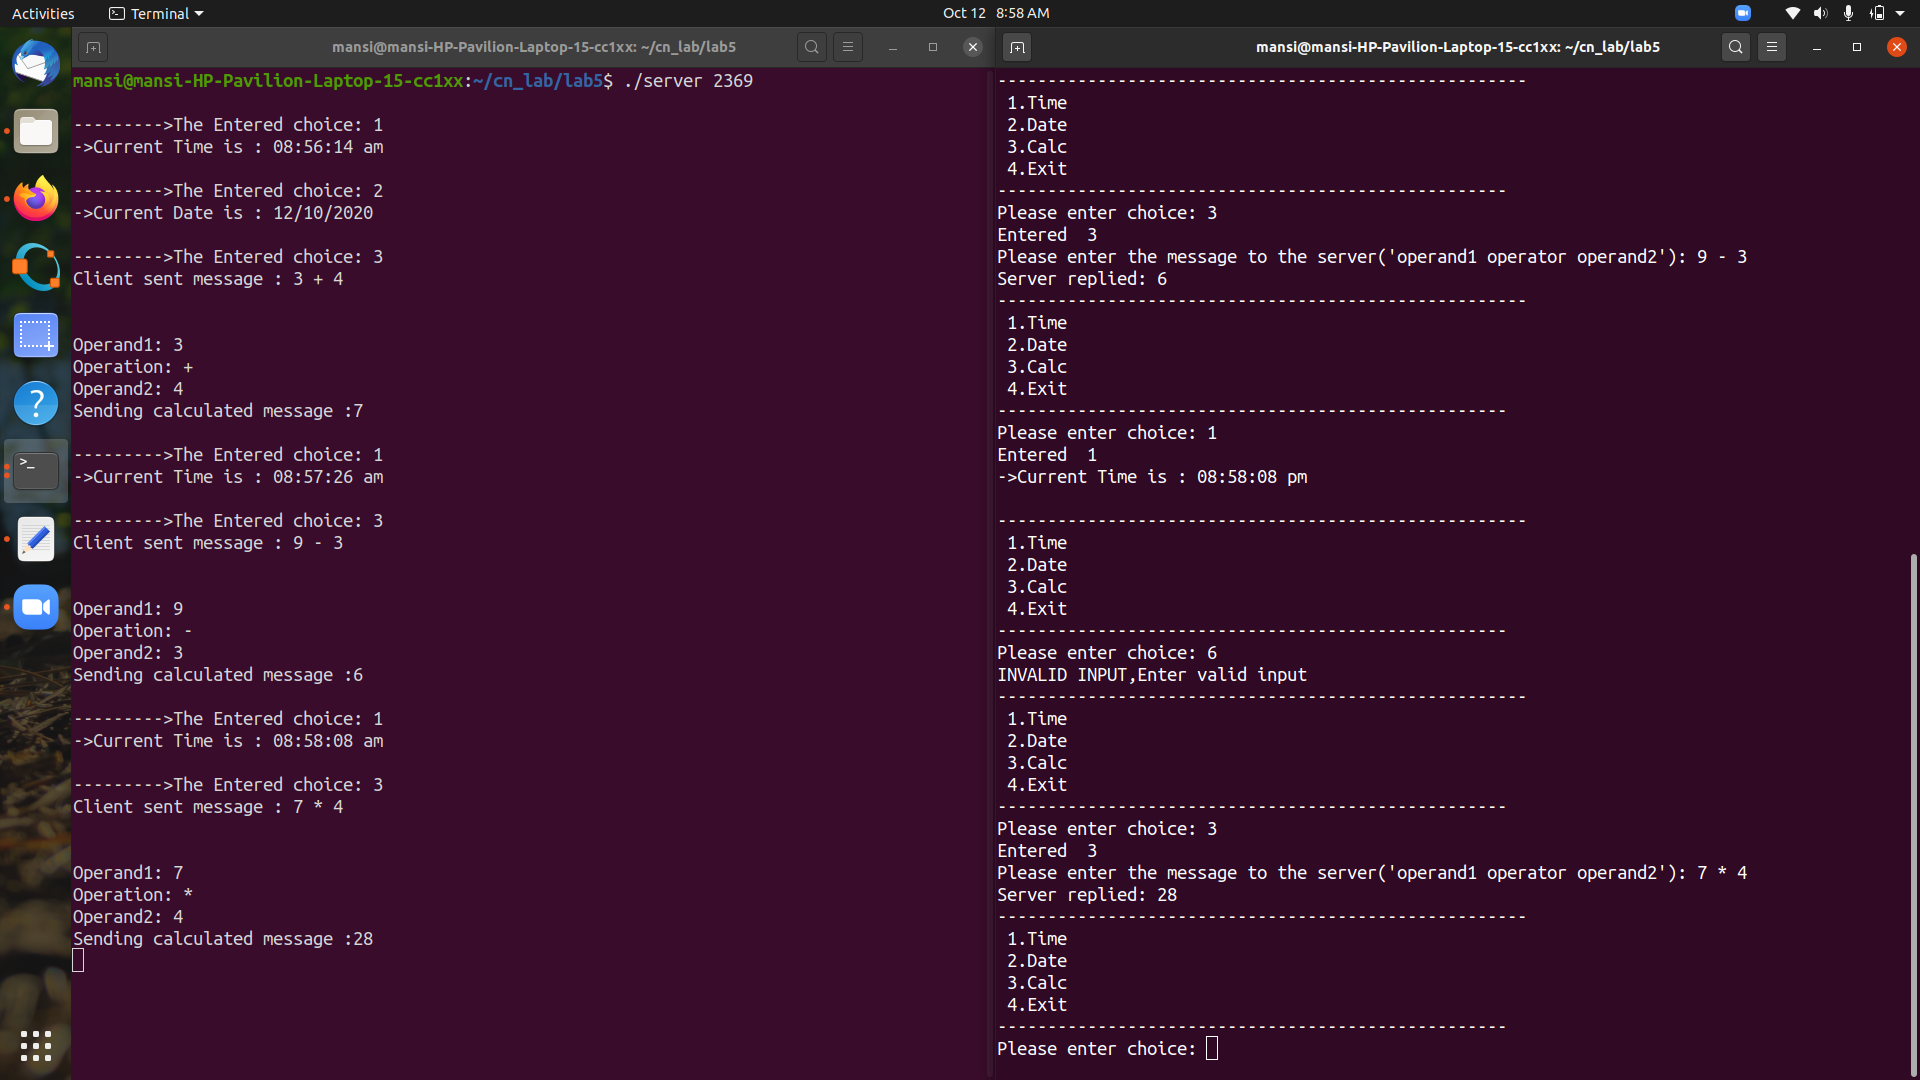 Activities
Terminal
Oct 12 8:58 AM
mansi@mansi-HP-Pavilion-Laptop-15-cc1xx: ~/cn_lab/lab5
mansi@mansi-HP-Pavilion-Laptop-15-cc1xx:~/cn_lab/lab5$ ./server 2369
--------->The Entered choice: 1
->Current Time is : 08:56:14 am
--------->The Entered choice: 2
->Current Date is : 12/10/2020
--------->The Entered choice: 3
Client sent message : 3 + 4
Operand1: 3
Operation: +
Operand2: 4
Sending calculated message :7
--------->The Entered choice: 1
->Current Time is : 08:57:26 am
--------->The Entered choice: 3
Client sent message : 9 - 3
Operand1: 9
Operation: -
Operand2: 3
Sending calculated message :6
--------->The Entered choice: 1
->Current Time is : 08:58:08 am
--------->The Entered choice: 3
Client sent message : 7 * 4
Operand1: 7
Operation: *
Operand2: 4
Sending calculated message :28
mansi@mansi-HP-Pavilion-Laptop-15-cc1xx: ~/cn_lab/lab5
-----------------------------------------------------
1.Time
2.Date
3.Calc
4.Exit
---------------------------------------------------
Please enter choice: 3
Entered  3
Please enter the message to the server('operand1 operator operand2'): 9 - 3
Server replied: 6
-----------------------------------------------------
1.Time
2.Date
3.Calc
4.Exit
---------------------------------------------------
Please enter choice: 1
Entered  1
->Current Time is : 08:58:08 pm
-----------------------------------------------------
1.Time
2.Date
3.Calc
4.Exit
---------------------------------------------------
Please enter choice: 6
INVALID INPUT,Enter valid input
-----------------------------------------------------
1.Time
2.Date
3.Calc
4.Exit
---------------------------------------------------
Please enter choice: 3
Entered  3
Please enter the message to the server('operand1 operator operand2'): 7 * 4
Server replied: 28
-----------------------------------------------------
1.Time
2.Date
3.Calc
4.Exit
---------------------------------------------------
Please enter choice: